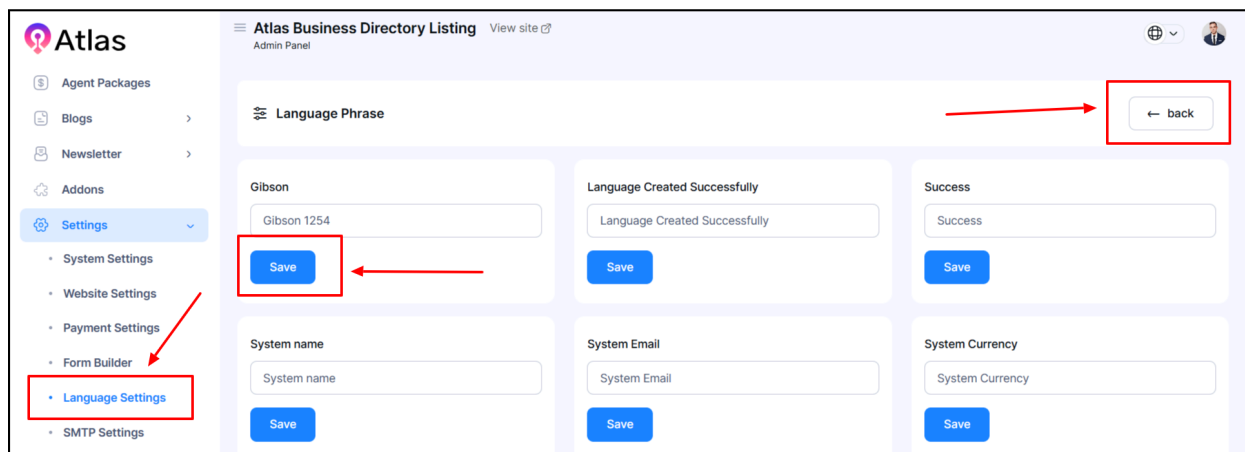 Atlas
Agent Packages
Blogs
Newsletter
Addons
Settings
System Settings
Website Settings
Payment Settings
Form Builder
Language Settings
SMTP Settings
Atlas Business Directory Listing View site
Admin Panel
Language Phrase
← back
Gibson
Gibson 1254
Save
Language Created Successfully
Language Created Successfully
Save
Success
Success
Save
System name
System name
Save
System Email
System Email
Save
System Currency
System Currency
Save